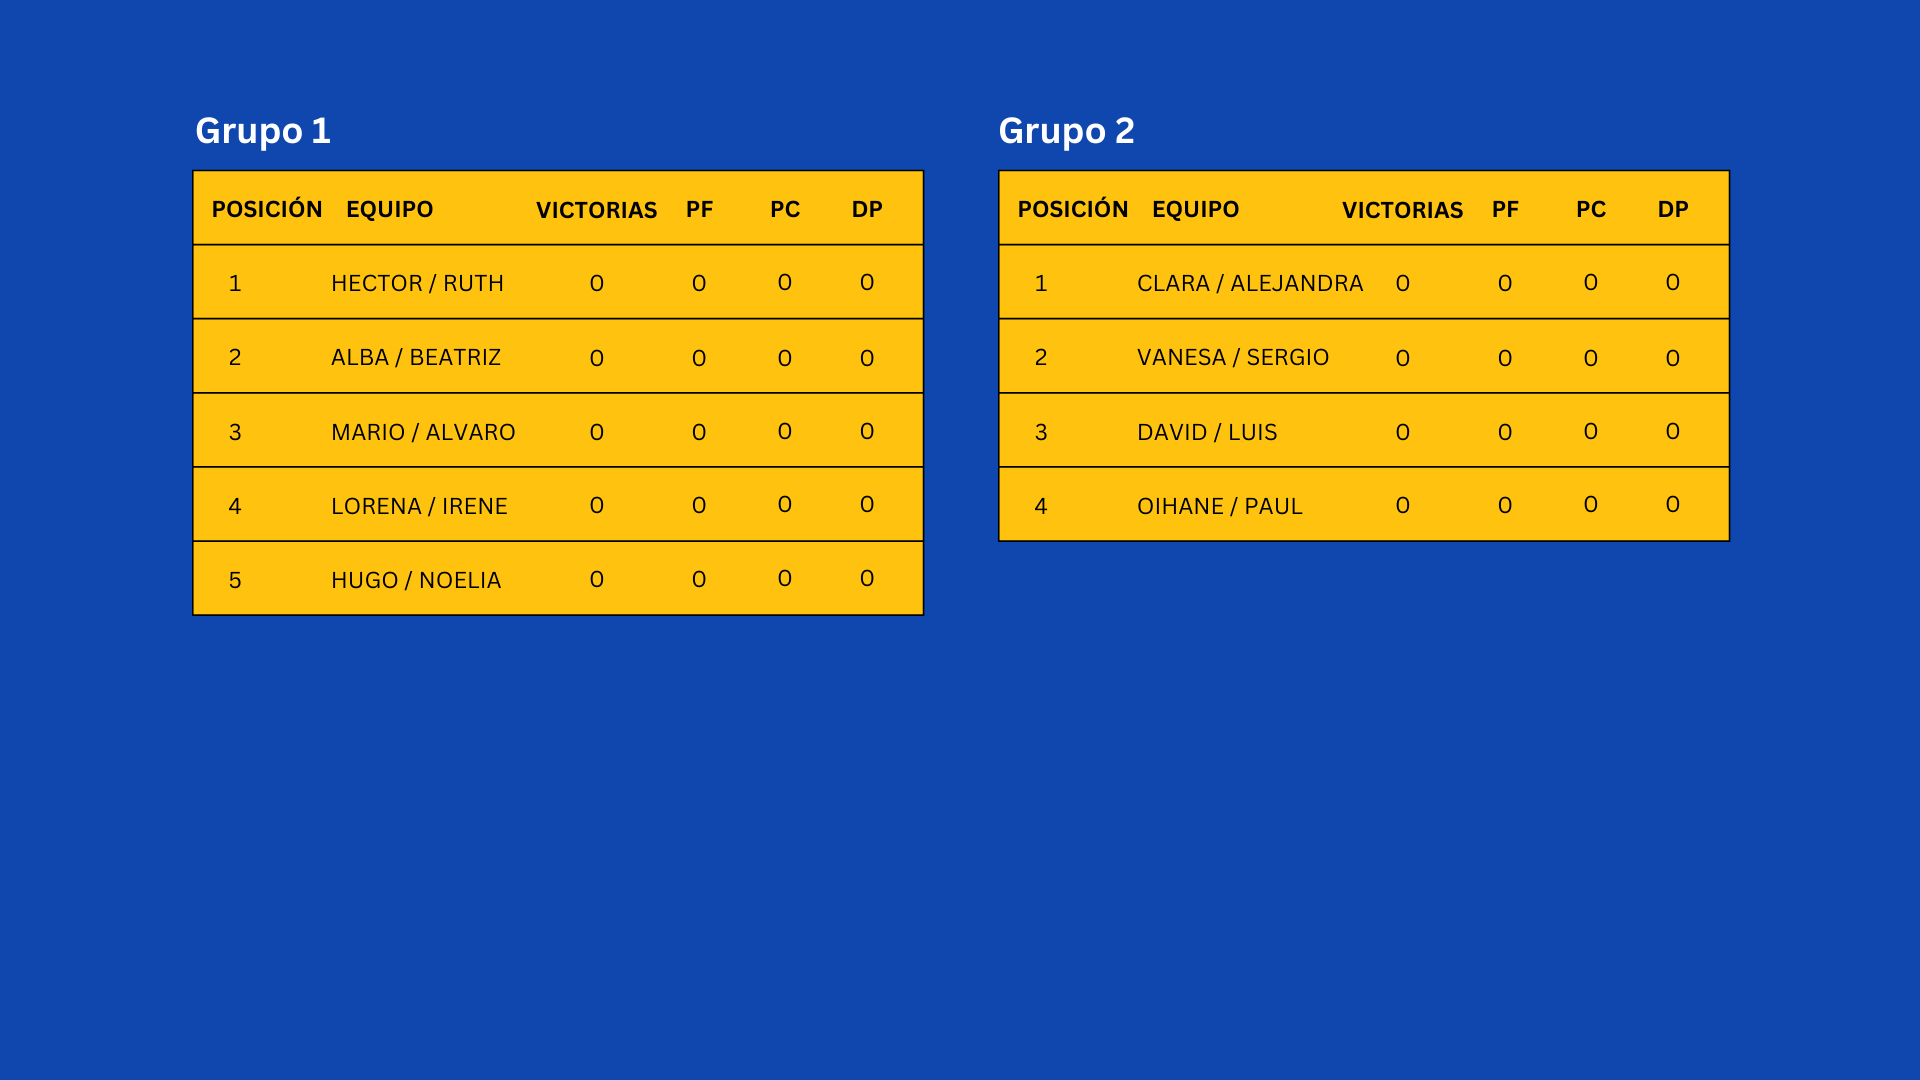 Grupo 1
POSICIÓN EQUIPO VICTORIAS PF PC DP
1 HECTOR / RUTH 0 0 0 0
2 ALBA / BEATRIZ 0 0 0 0
3 MARIO / ALVARO 0 0 0 0
4 LORENA / IRENE 0 0 0 0
5 HUGO / NOELIA 0 0 0 0
Grupo 2
POSICIÓN EQUIPO VICTORIAS PF PC DP
1 CLARA / ALEJANDRA 0 0 0 0
2 VANESA / SERGIO 0 0 0 0
3 DAVID / LUIS 0 0 0 0
4 OIHANE / PAUL 0 0 0 0